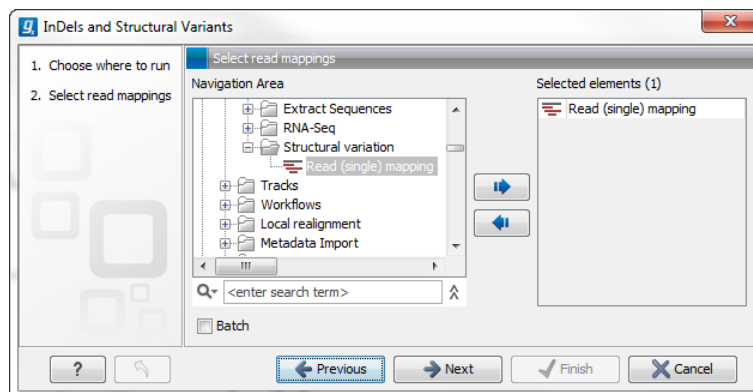 InDels and Structural Variants
1. Choose where to run
2. Select read mappings
Select read mappings
Navigation Area
Extract Sequences
RNA-Seq
Structural variation
Read (single) mapping
Tracks
Workflows
Local realignment
Metadata Import
<enter search term>
Batch
Selected elements (1)
Read (single) mapping
?
Previous
Next
Finish
Cancel